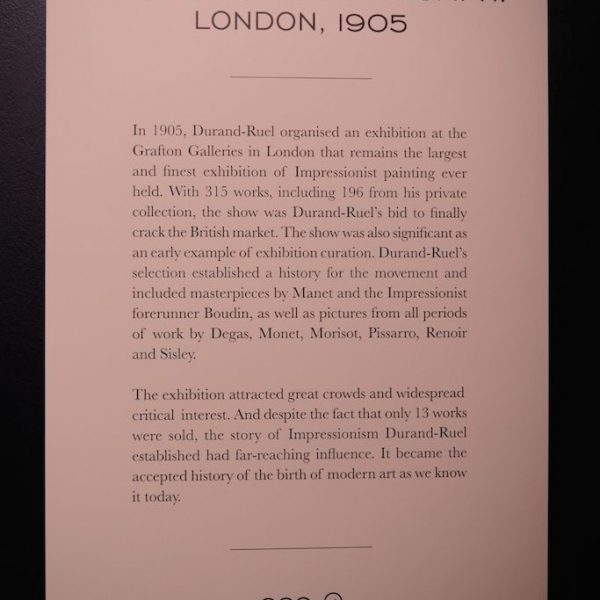 LONDON, 1905
In 1905, Durand-Ruel organised an exhibition at the
Grafton Galleries in London that remains the largest
and finest exhibition of Impressionist painting ever
held. With 315 works, including 196 from his private
collection, the show was Durand-Ruel's bid to finally
crack the British market. The show was also significant as
an early example of exhibition curation. Durand-Ruel's
selection established a history for the movement and
included masterpieces by Manet and the Impressionist
forerunner Boudin, as well as pictures from all periods
of work by Degas, Monet, Morisot, Pissarro, Renoir
and Sisley.
The exhibition attracted great crowds and widespread
critical interest. And despite the fact that only 13 works
were sold, the story of Impressionism Durand-Ruel
established had far-reaching influence. It became the
accepted history of the birth of modern art as we know
it today.